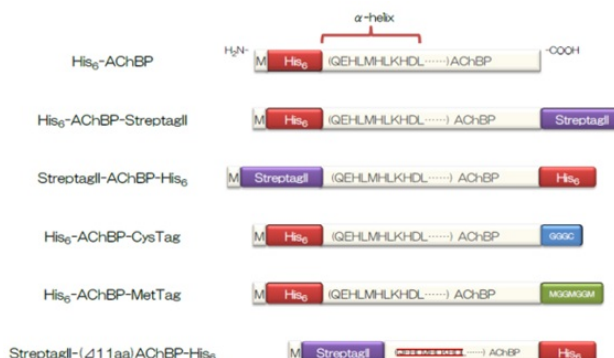 α-helix
His₆-AChBP H₂N- M His₆ (QEHLMHLKHDL……)AChBP -COOH
His₆-AChBP-StreptagII M His₆ (QEHLMHLKHDL……) AChBP StreptagII
StreptagII-AChBP-His₆ M StreptagII (QEHLMHLKHDL……) AChBP His₆
His₆-AChBP-CysTag M His₆ (QEHLMHLKHDL……) AChBP GGGC
His₆-AChBP-MetTag M His₆ (QEHLMHLKHDL……) AChBP MGGMGGM
StreptagII-(⊿11aa)AChBP-His₆ M StreptagII ……) AChBP His₆